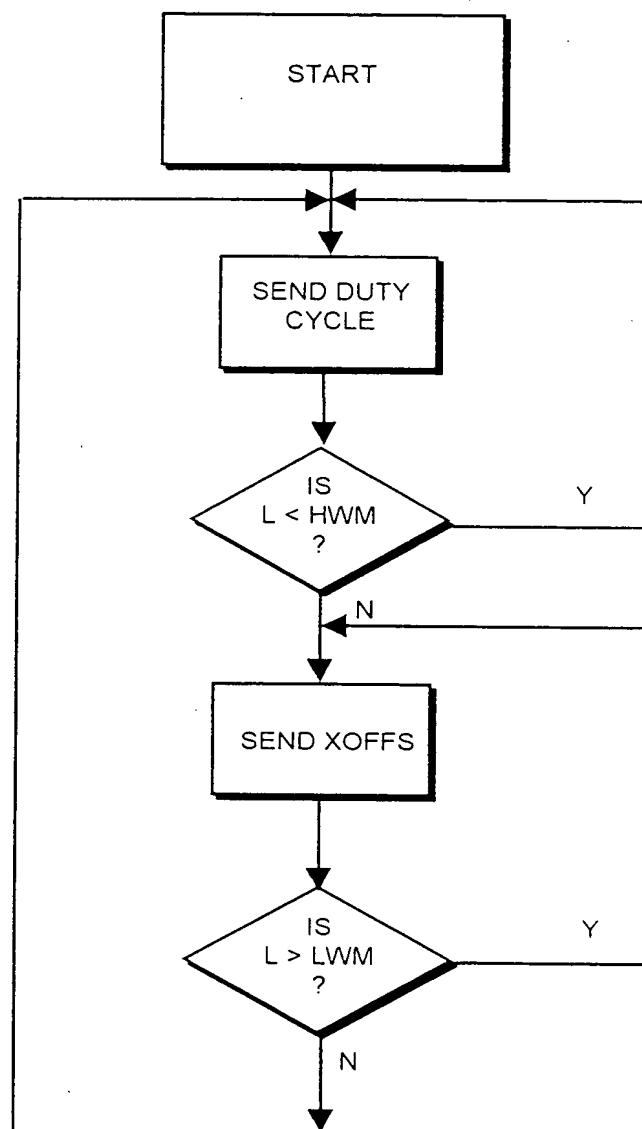 START
SEND DUTY
CYCLE
IS
L < HWM
?
Y
N
SEND XOFFS
IS
L > LWM
?
Y
N